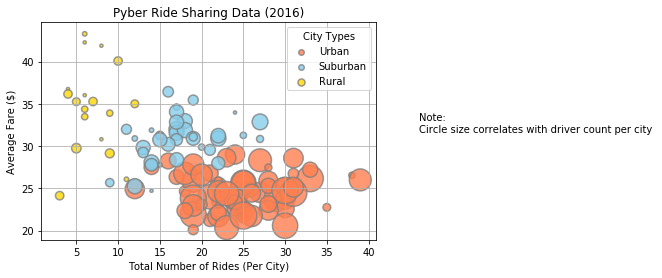 Pyber Ride Sharing Data (2016)
City Types
Urban
Suburban
Rural
40
35
30
25
20
Average Fare ($)
5 10 15 20 25 30 35 40
Total Number of Rides (Per City)
Note:
Circle size correlates with driver count per city